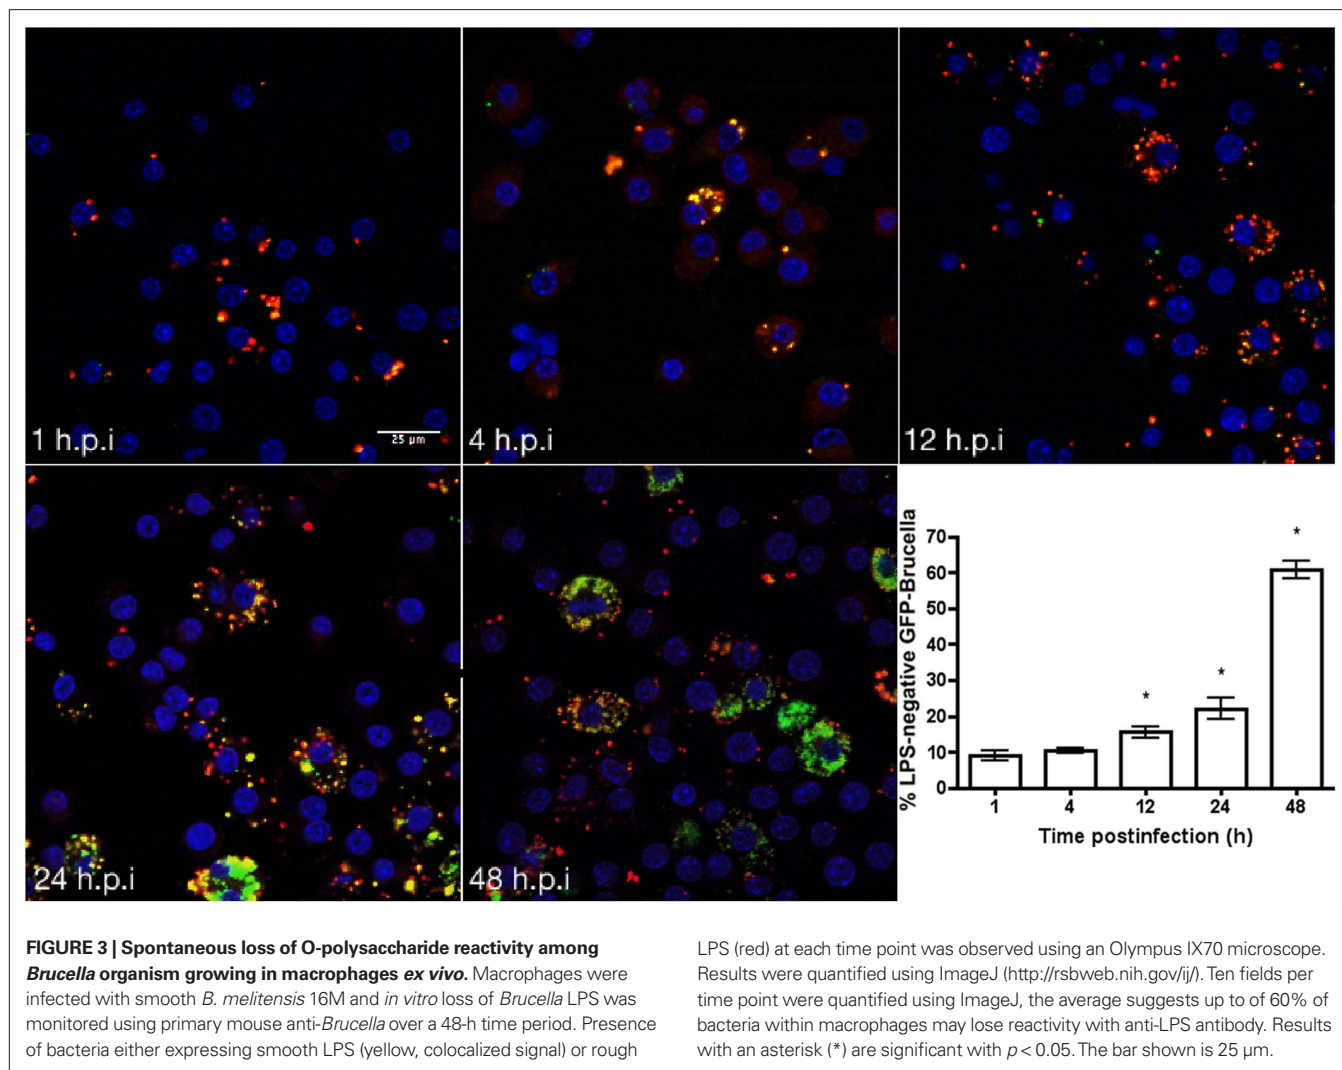 1 h.p.i
25 µm
4 h.p.i
12 h.p.i
24 h.p.i
48 h.p.i
% LPS-negative GFP-Brucella
70
60
50
40
30
20
10
0
*
*
*
1 4 12 24 48
Time postinfection (h)
FIGURE 3 | Spontaneous loss of O-polysaccharide reactivity among
Brucella organism growing in macrophages ex vivo. Macrophages were
infected with smooth B. melitensis 16M and in vitro loss of Brucella LPS was
monitored using primary mouse anti-Brucella over a 48-h time period. Presence
of bacteria either expressing smooth LPS (yellow, colocalized signal) or rough
LPS (red) at each time point was observed using an Olympus IX70 microscope.
Results were quantified using ImageJ (http://rsbweb.nih.gov/ij/). Ten fields per
time point were quantified using ImageJ, the average suggests up to of 60% of
bacteria within macrophages may lose reactivity with anti-LPS antibody. Results
with an asterisk (*) are significant with p < 0.05. The bar shown is 25 µm.